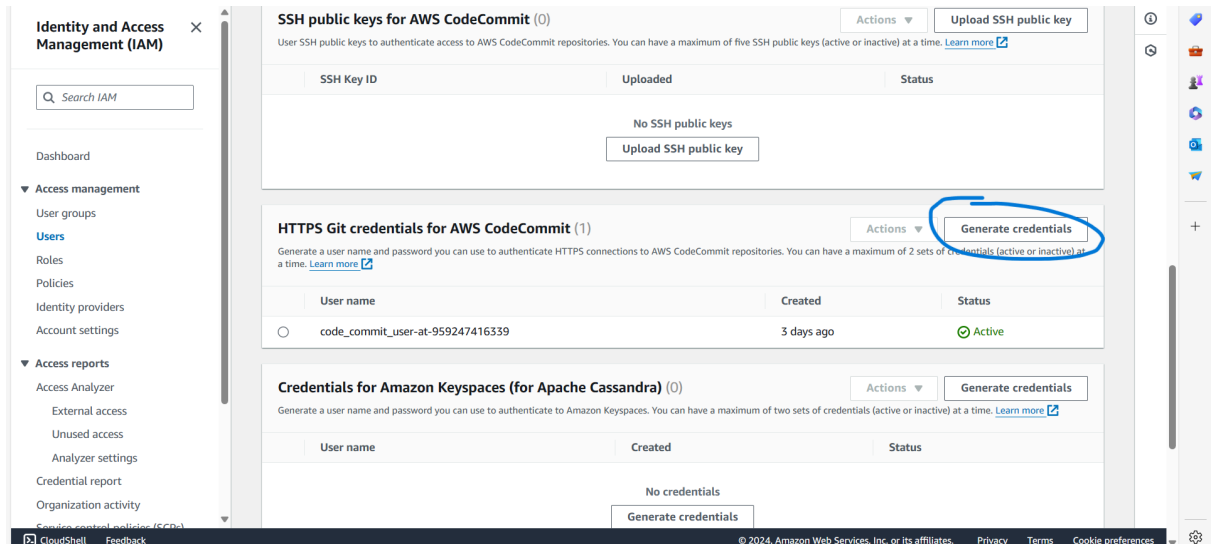 Identity and Access
Management (IAM)
Search IAM
Dashboard
Access management
User groups
Users
Roles
Policies
Identity providers
Account settings
Access reports
Access Analyzer
External access
Unused access
Analyzer settings
Credential report
Organization activity
Service control policies (SCPs)
SSH public keys for AWS CodeCommit (0)
Actions
Upload SSH public key
User SSH public keys to authenticate access to AWS CodeCommit repositories. You can have a maximum of five SSH public keys (active or inactive) at a time. Learn more
SSH Key ID Uploaded Status
No SSH public keys
Upload SSH public key
HTTPS Git credentials for AWS CodeCommit (1)
Actions
Generate credentials
Generate a user name and password you can use to authenticate HTTPS connections to AWS CodeCommit repositories. You can have a maximum of 2 sets of credentials (active or inactive) at
a time. Learn more
User name Created Status
code_commit_user-at-959247416339 3 days ago Active
Credentials for Amazon Keyspaces (for Apache Cassandra) (0)
Actions
Generate credentials
Generate a user name and password you can use to authenticate to Amazon Keyspaces. You can have a maximum of two sets of credentials (active or inactive) at a time. Learn more
User name Created Status
No credentials
Generate credentials
CloudShell Feedback © 2024, Amazon Web Services, Inc. or its affiliates. Privacy Terms Cookie preferences